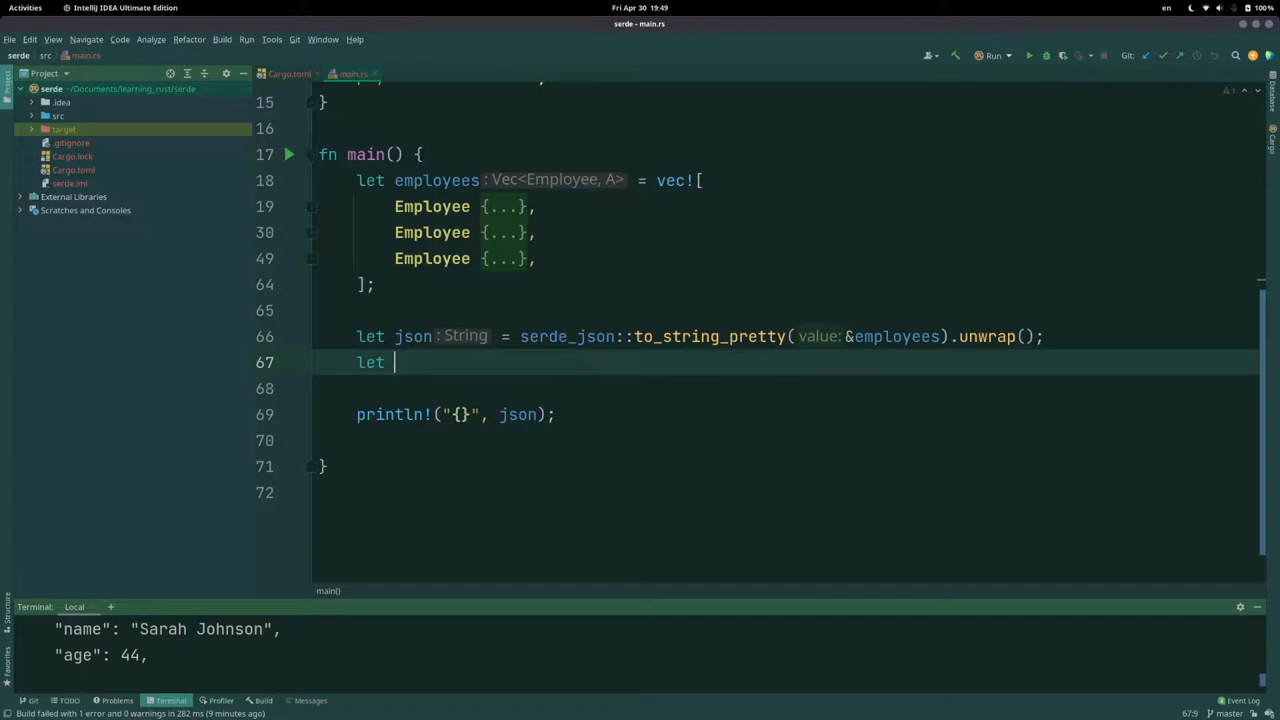 Activities IntelliJ IDEA Ultimate Edition Fri Apr 30 19:49 en 100%
serde – main.rs
File Edit View Navigate Code Analyze Refactor Build Run Tools Git Window Help
serde src main.rs Run Git:
Project Cargo.toml main.rs
serde ~/Documents/learning_rust/serde
.idea
src
target
.gitignore
Cargo.lock
Cargo.toml
serde.iml
External Libraries
Scratches and Consoles
Project
Structure
Favorites
Database
Cargo
1
15 }
16
17 fn main() {
18 let employees: Vec<Employee, A> = vec![
19 Employee {...},
30 Employee {...},
49 Employee {...},
64 ];
65
66 let json: String = serde_json::to_string_pretty( value: &employees).unwrap();
67 let
68
69 println!("{}", json);
70
71 }
72
main()
Terminal: Local +
"name": "Sarah Johnson",
"age": 44,
Git TODO Problems Terminal Profiler Build Messages Event Log
Build failed with 1 error and 0 warnings in 282 ms (9 minutes ago) 67:9 master